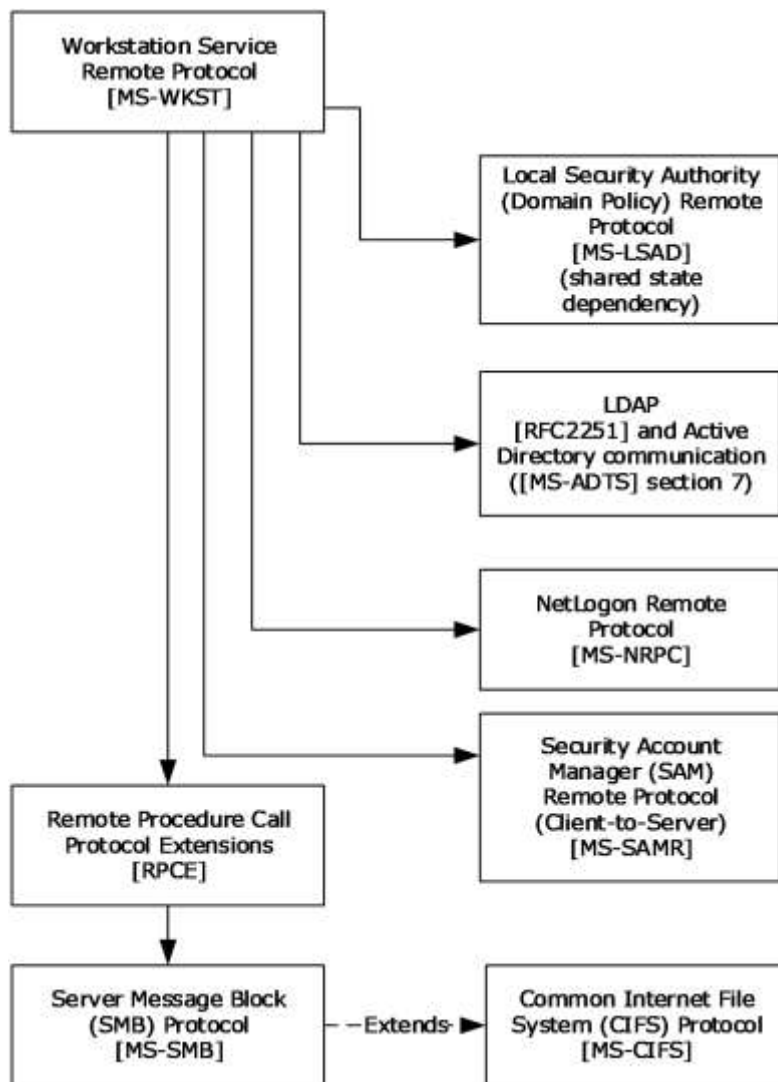 Workstation Service
Remote Protocol
[MS-WKST]
Local Security Authority
(Domain Policy) Remote
Protocol
[MS-LSAD]
(shared state
dependency)
LDAP
[RFC2251] and Active
Directory communication
([MS-ADTS] section 7)
NetLogon Remote
Protocol
[MS-NRPC]
Security Account
Manager (SAM)
Remote Protocol
(Client-to-Server)
[MS-SAMR]
Remote Procedure Call
Protocol Extensions
[RPCE]
Server Message Block
(SMB) Protocol
[MS-SMB]
Extends
Common Internet File
System (CIFS) Protocol
[MS-CIFS]